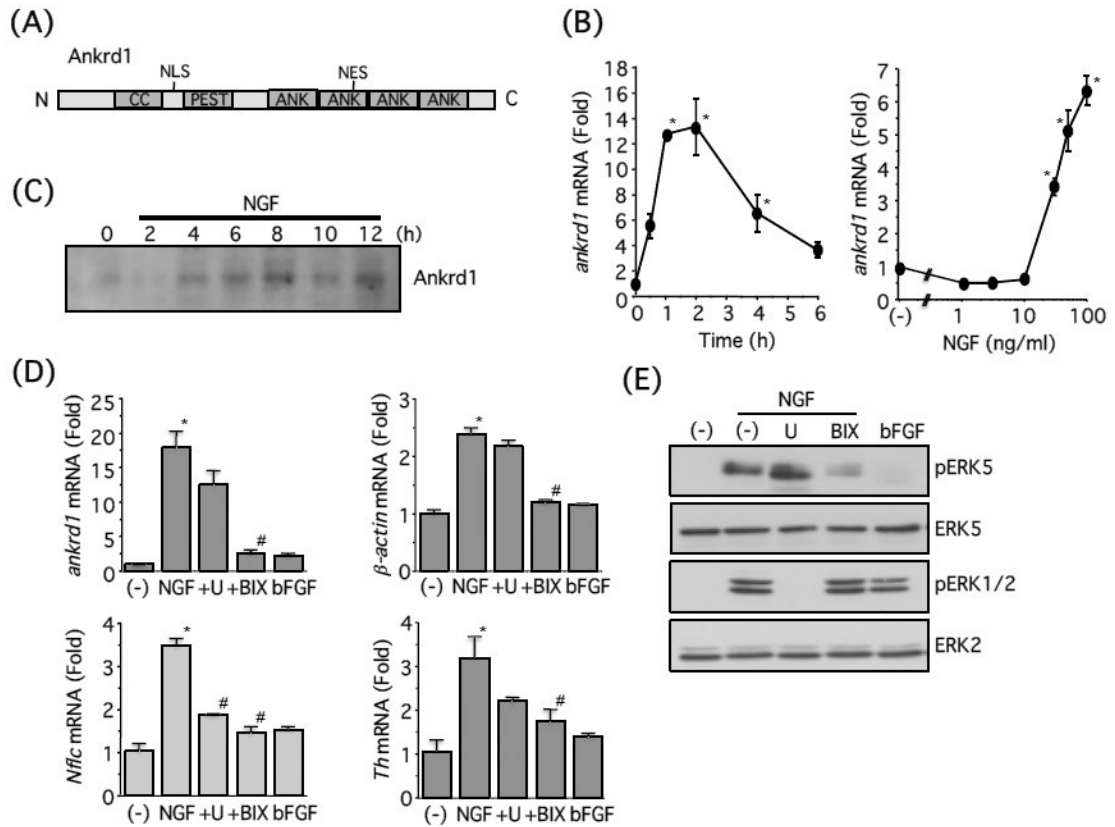 (A)
Ankrd1
NLS NES
N CC PEST ANK ANK ANK ANK C
(B)
ankrd1 mRNA (Fold)
18
16
14
12
10
8
6
4
2
0
* * *
0 1 2 3 4 5 6
Time (h)
ankrd1 mRNA (Fold)
7
6
5
4
3
2
1
0
* * *
(-) 1 10 100
NGF (ng/ml)
(C)
NGF
0 2 4 6 8 10 12 (h)
Ankrd1
(D)
ankrd1 mRNA (Fold)
25
20
15
10
5
0
* #
(-) NGF +U +BIX bFGF
β-actin mRNA (Fold)
3
2
1
0
* #
(-) NGF +U +BIX bFGF
Nflc mRNA (Fold)
4
3
2
1
0
* # #
(-) NGF +U +BIX bFGF
Th mRNA (Fold)
4
3
2
1
0
* #
(-) NGF +U +BIX bFGF
(E)
NGF
(-) (-) U BIX bFGF
pERK5
ERK5
pERK1/2
ERK2